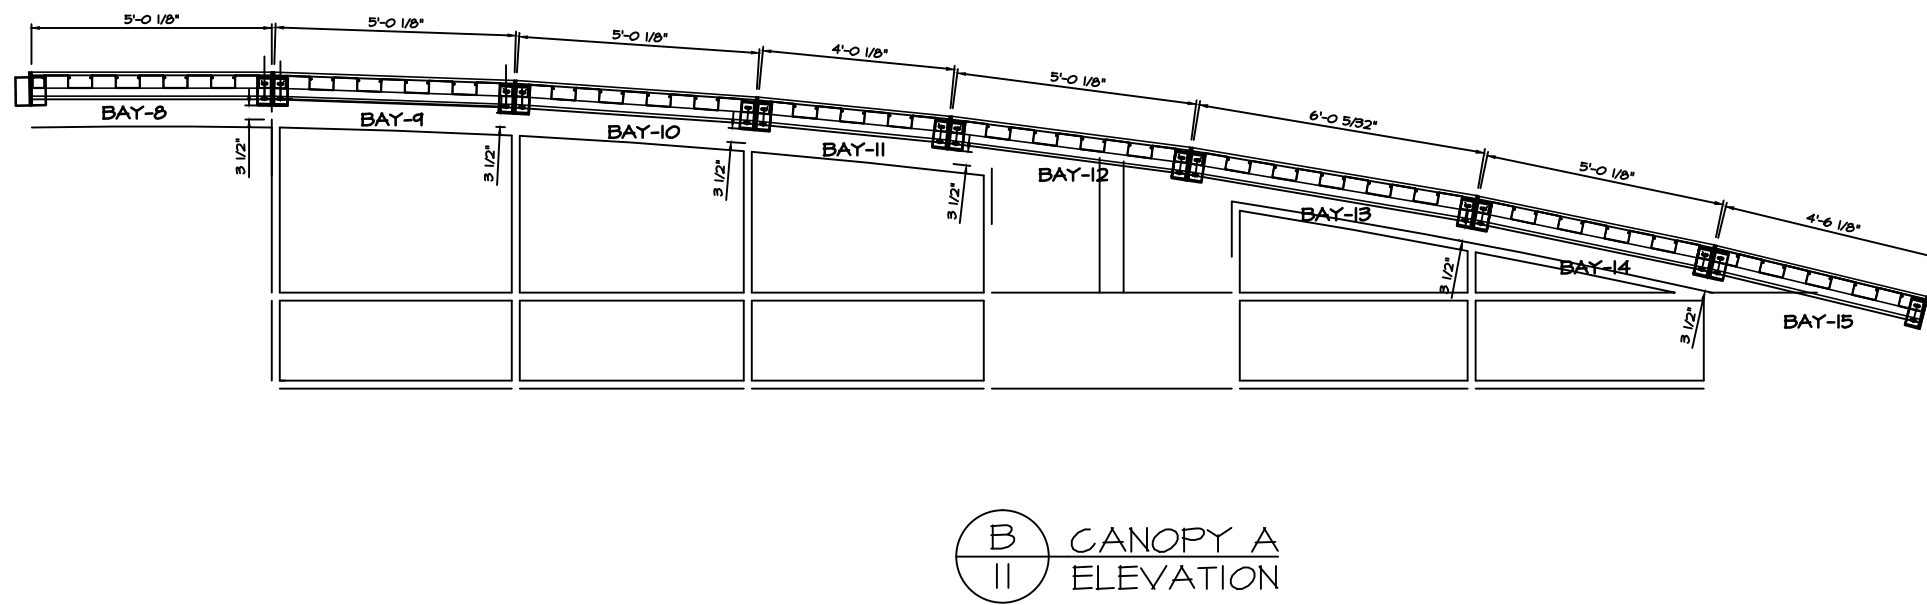 5'-0 1/8"
5'-0 1/8"
5'-0 1/8"
4'-0 1/8"
5'-0 1/8"
6'-0 5/32"
5'-0 1/8"
4'-6 1/8"
BAY-8
BAY-9
BAY-10
BAY-11
BAY-12
BAY-13
BAY-14
BAY-15
3 1/2"
3 1/2"
3 1/2"
3 1/2"
3 1/2"
3 1/2"
B
11
CANOPY A
ELEVATION